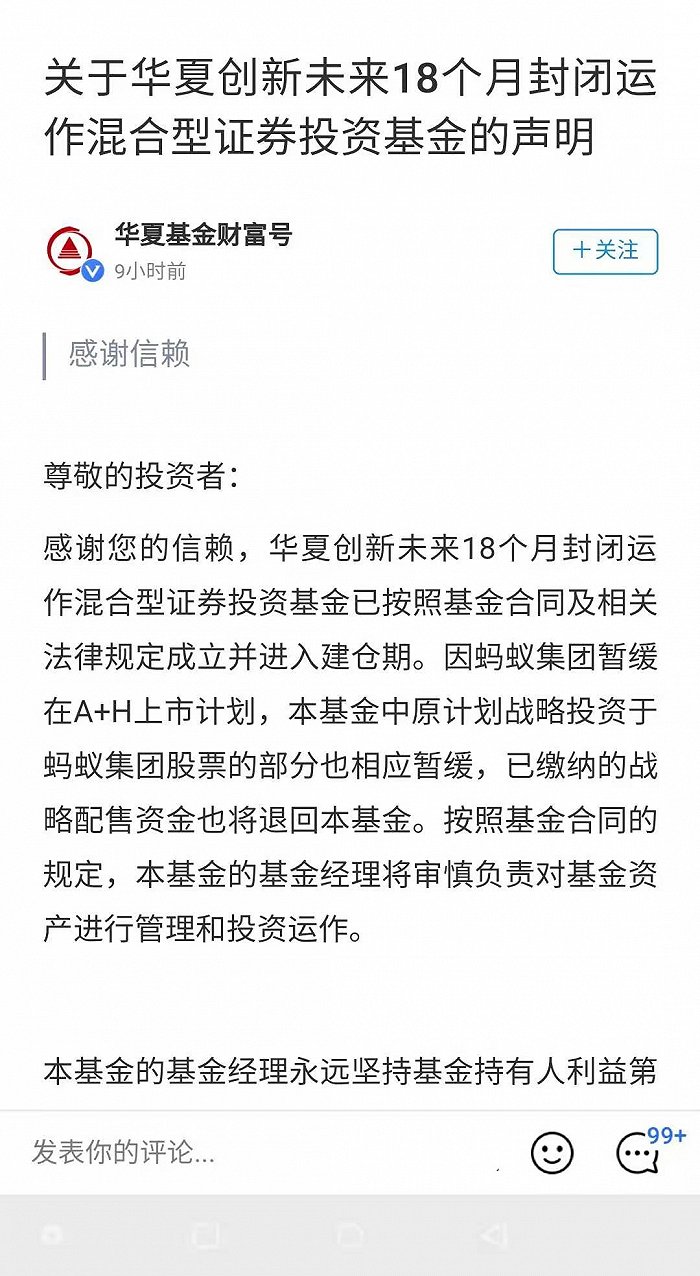 关于华夏创新未来18个月封闭运
作混合型证券投资基金的声明
华夏基金财富号
9小时前
+关注
感谢信赖
尊敬的投资者：
感谢您的信赖，华夏创新未来18个月封闭运
作混合型证券投资基金已按照基金合同及相关
法律规定成立并进入建仓期。因蚂蚁集团暂缓
在A+H上市计划，本基金中原计划战略投资于
蚂蚁集团股票的部分也相应暂缓，已缴纳的战
略配售资金也将退回本基金。按照基金合同的
规定，本基金的基金经理将审慎负责对基金资
产进行管理和投资运作。
本基金的基金经理永远坚持基金持有人利益第
发表你的评论...
99+